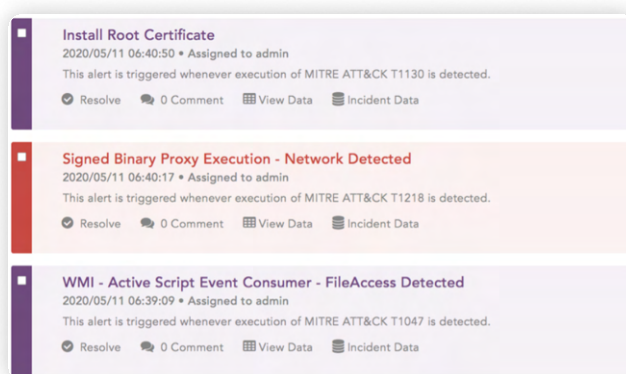 Install Root Certificate
2020/05/11 06:40:50 • Assigned to admin
This alert is triggered whenever execution of MITRE ATT&CK T1130 is detected.
Resolve 0 Comment View Data Incident Data
Signed Binary Proxy Execution - Network Detected
2020/05/11 06:40:17 • Assigned to admin
This alert is triggered whenever execution of MITRE ATT&CK T1218 is detected.
Resolve 0 Comment View Data Incident Data
WMI - Active Script Event Consumer - FileAccess Detected
2020/05/11 06:39:09 • Assigned to admin
This alert is triggered whenever execution of MITRE ATT&CK T1047 is detected.
Resolve 0 Comment View Data Incident Data